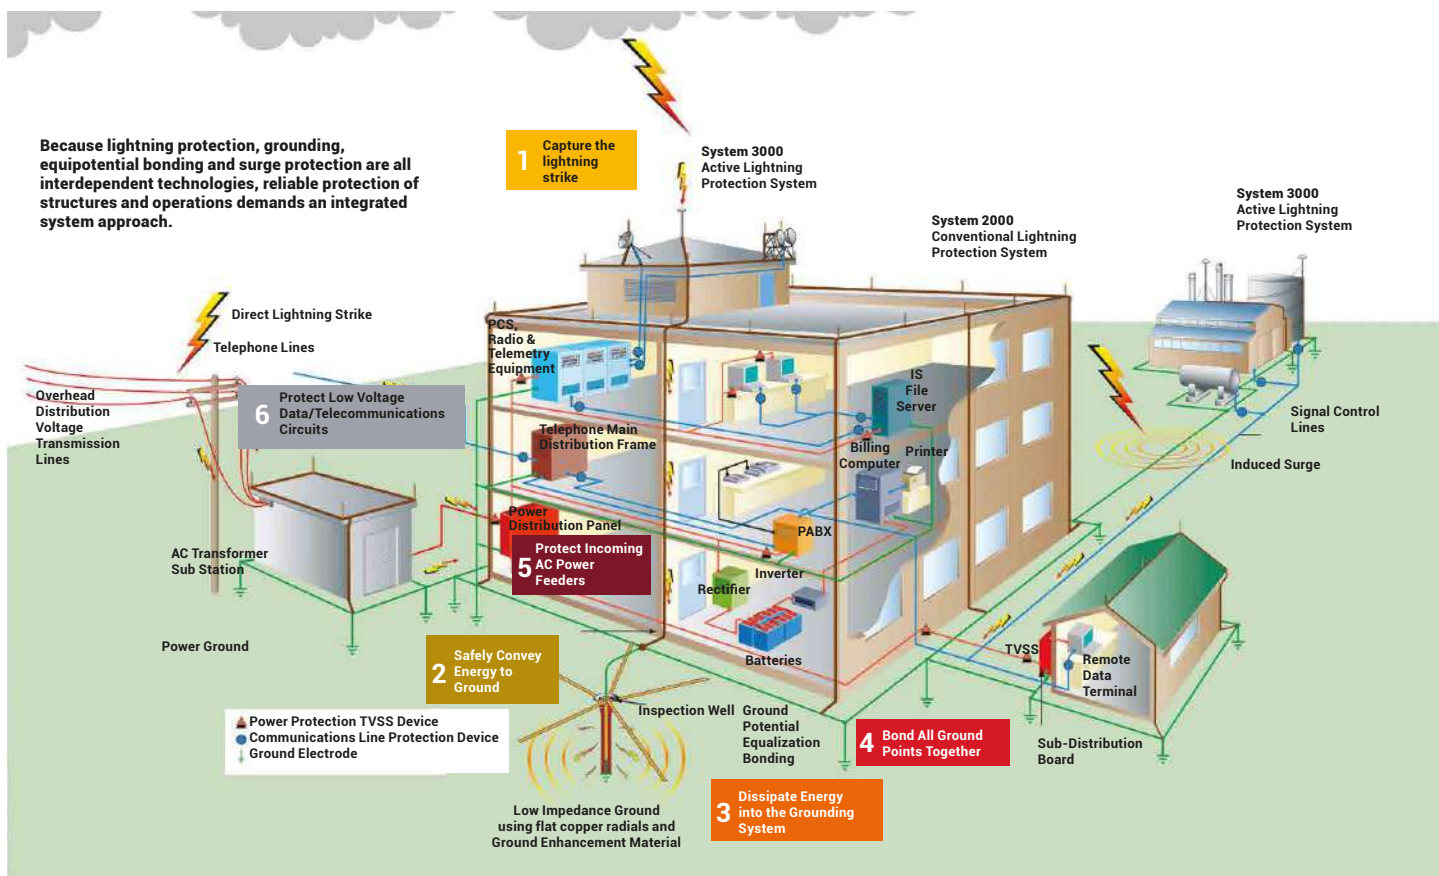 Because lightning protection, grounding,
equipotential bonding and surge protection are all
interdependent technologies, reliable protection of
structures and operations demands an integrated
system approach.
1
Capture the
lightning
strike
System 3000
Active Lightning
Protection System
System 2000
Conventional Lightning
Protection System
System 3000
Active Lightning
Protection System
Direct Lightning Strike
Telephone Lines
Overhead
Distribution
Voltage
Transmission
Lines
6
Protect Low Voltage
Data/Telecommunications
Circuits
PCS,
Radio &
Telemetry
Equipment
Telephone Main
Distribution Frame
IS
File
Server
Billing
Computer
Printer
Signal Control
Lines
Induced Surge
Power
Distribution Panel
PABX
5
Protect Incoming
AC Power
Feeders
Inverter
Rectifier
Batteries
AC Transformer
Sub Station
Power Ground
2
Safely Convey
Energy to
Ground
TVSS
Remote
Data
Terminal
Power Protection TVSS Device
Communications Line Protection Device
Ground Electrode
Inspection Well
Ground
Potential
Equalization
Bonding
4
Bond All Ground
Points Together
Sub-Distribution
Board
3
Dissipate Energy
into the Grounding
System
Low Impedance Ground
using flat copper radials and
Ground Enhancement Material